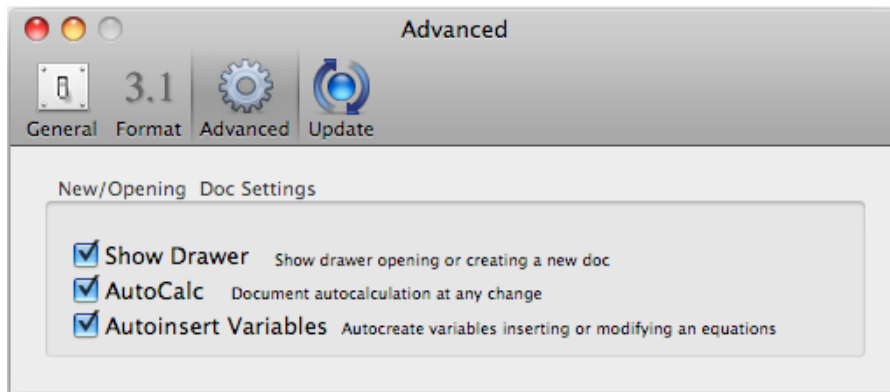 Advanced
3.1
General Format Advanced Update
New/Opening Doc Settings
Show Drawer Show drawer opening or creating a new doc
AutoCalc Document autocalculation at any change
Autoinsert Variables Autocreate variables inserting or modifying an equations